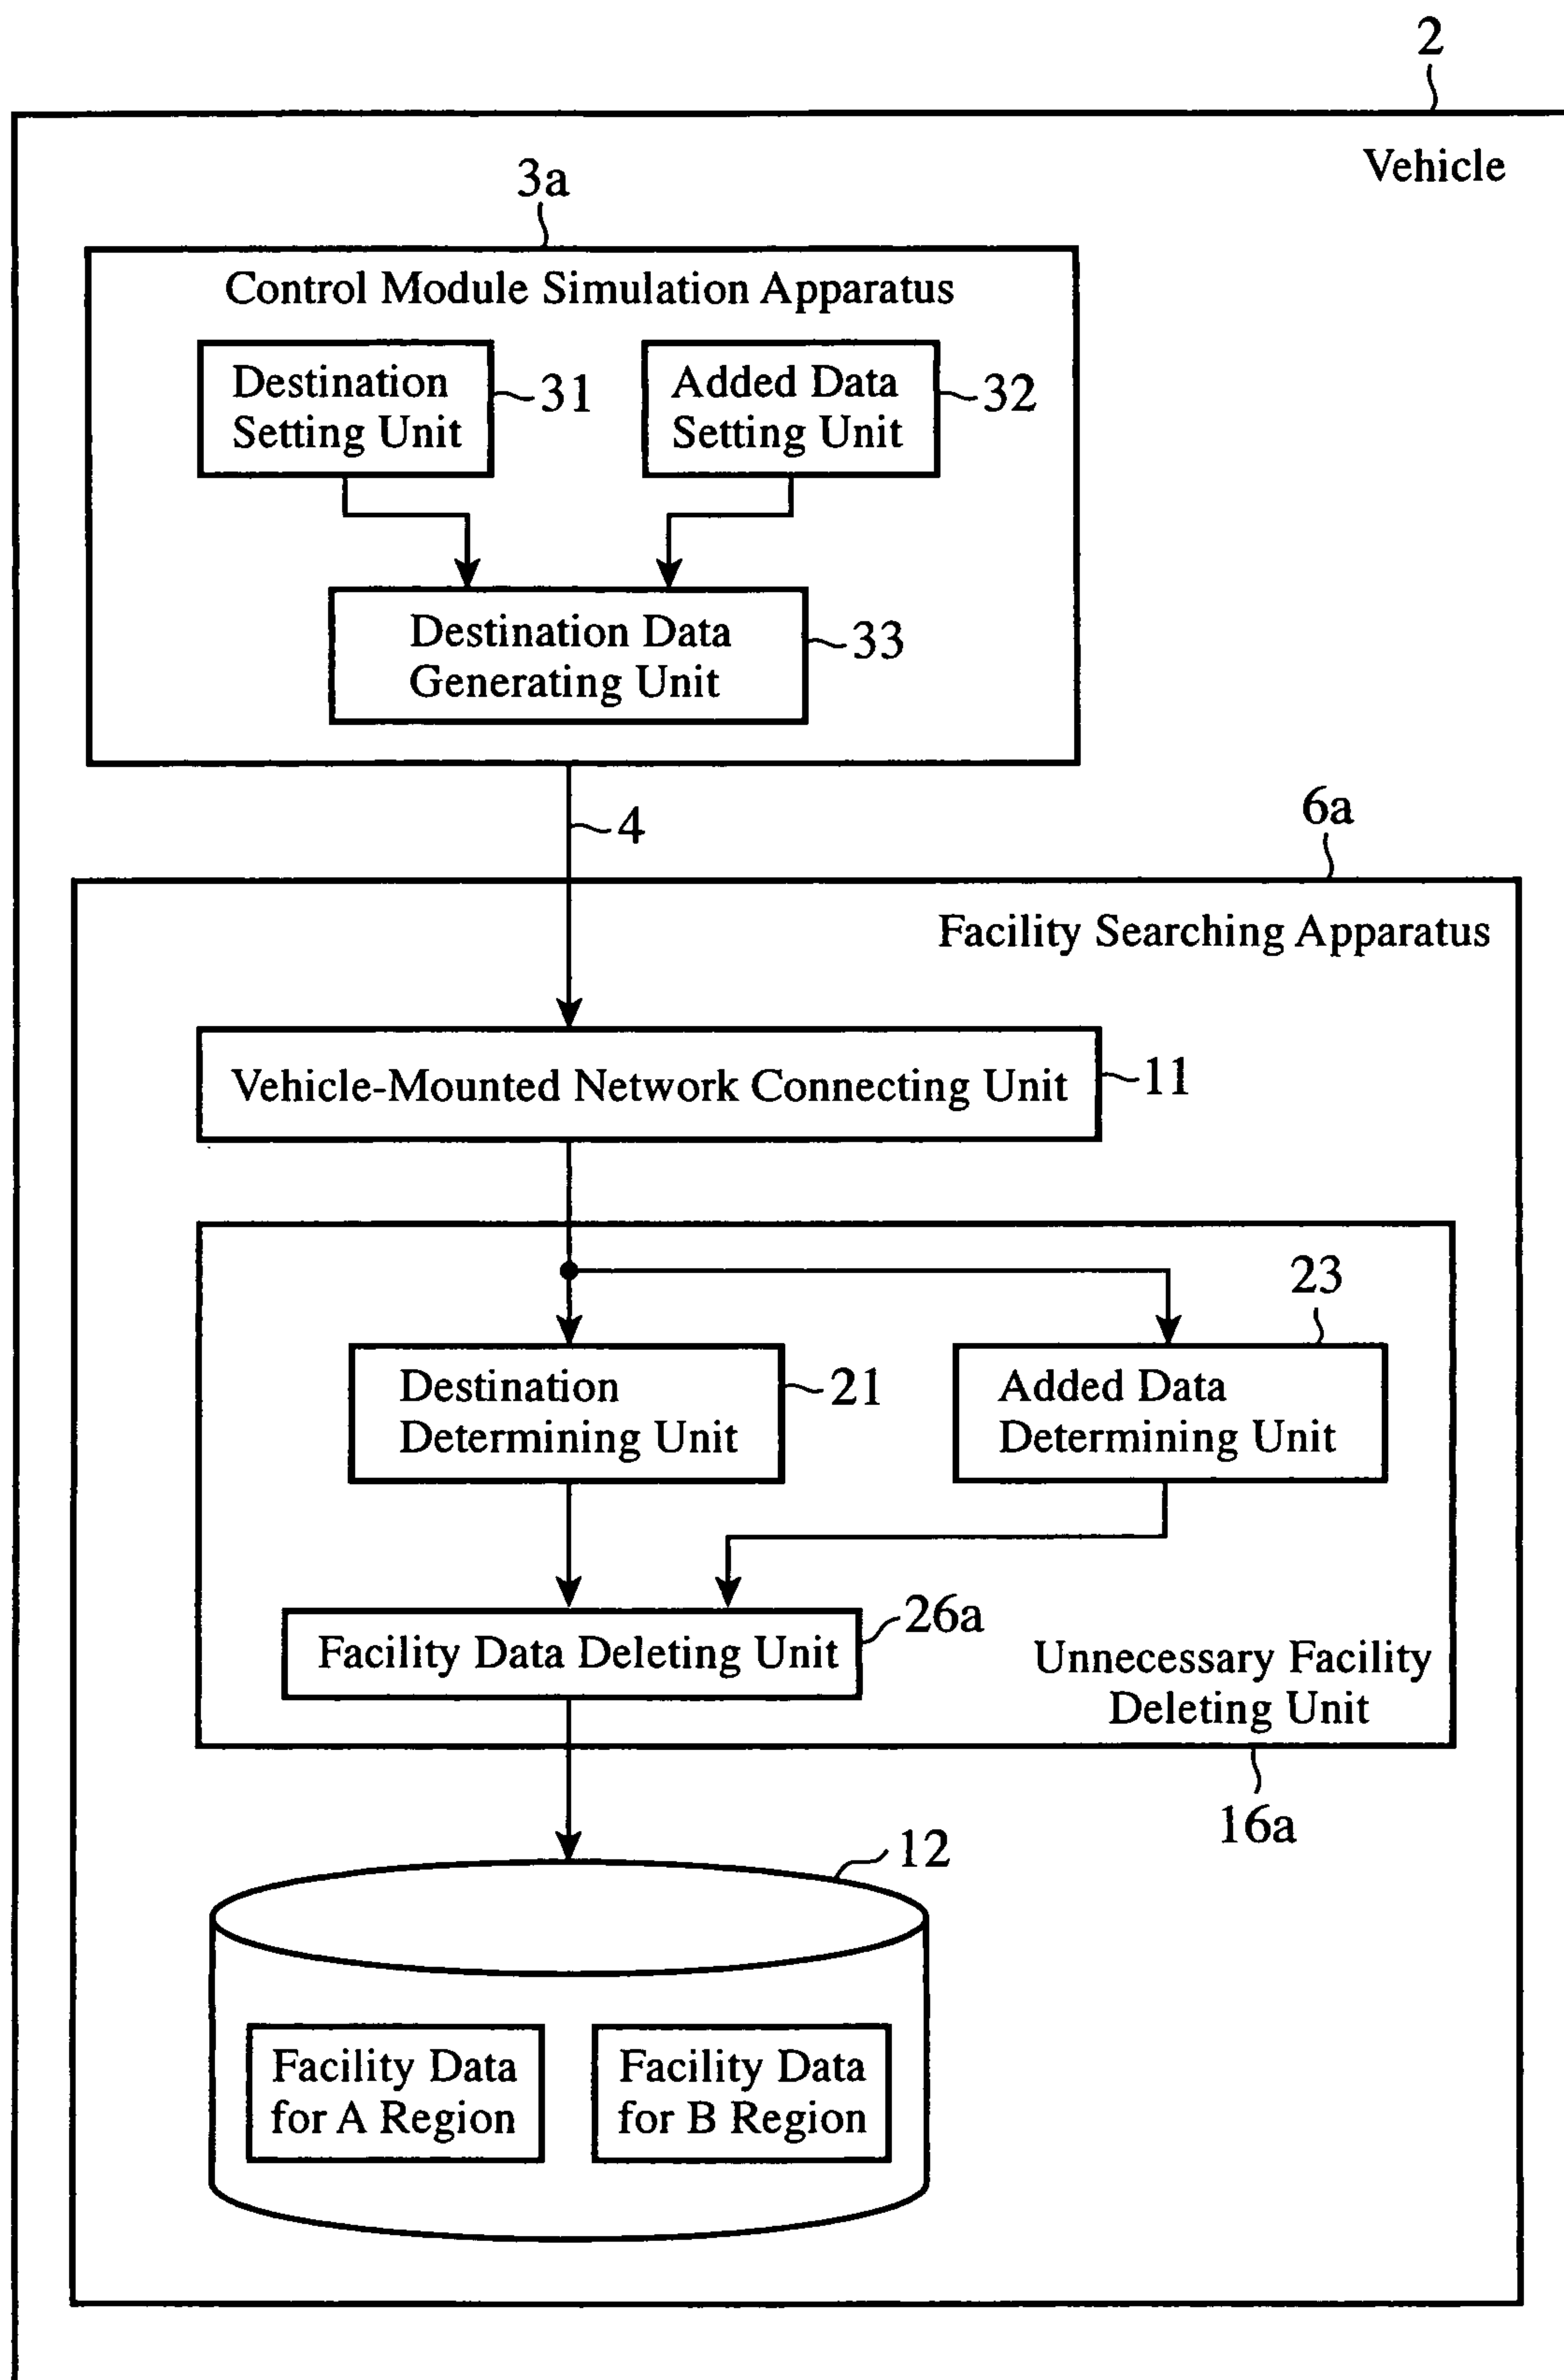 2
Vehicle
3a
Control Module Simulation Apparatus
Destination
Setting Unit
31
Added Data
Setting Unit
32
Destination Data
Generating Unit
33
4
6a
Facility Searching Apparatus
Vehicle-Mounted Network Connecting Unit
11
23
Destination
Determining Unit
21
Added Data
Determining Unit
26a
Facility Data Deleting Unit
Unnecessary Facility
Deleting Unit
16a
12
Facility Data
for A Region
Facility Data
for B Region